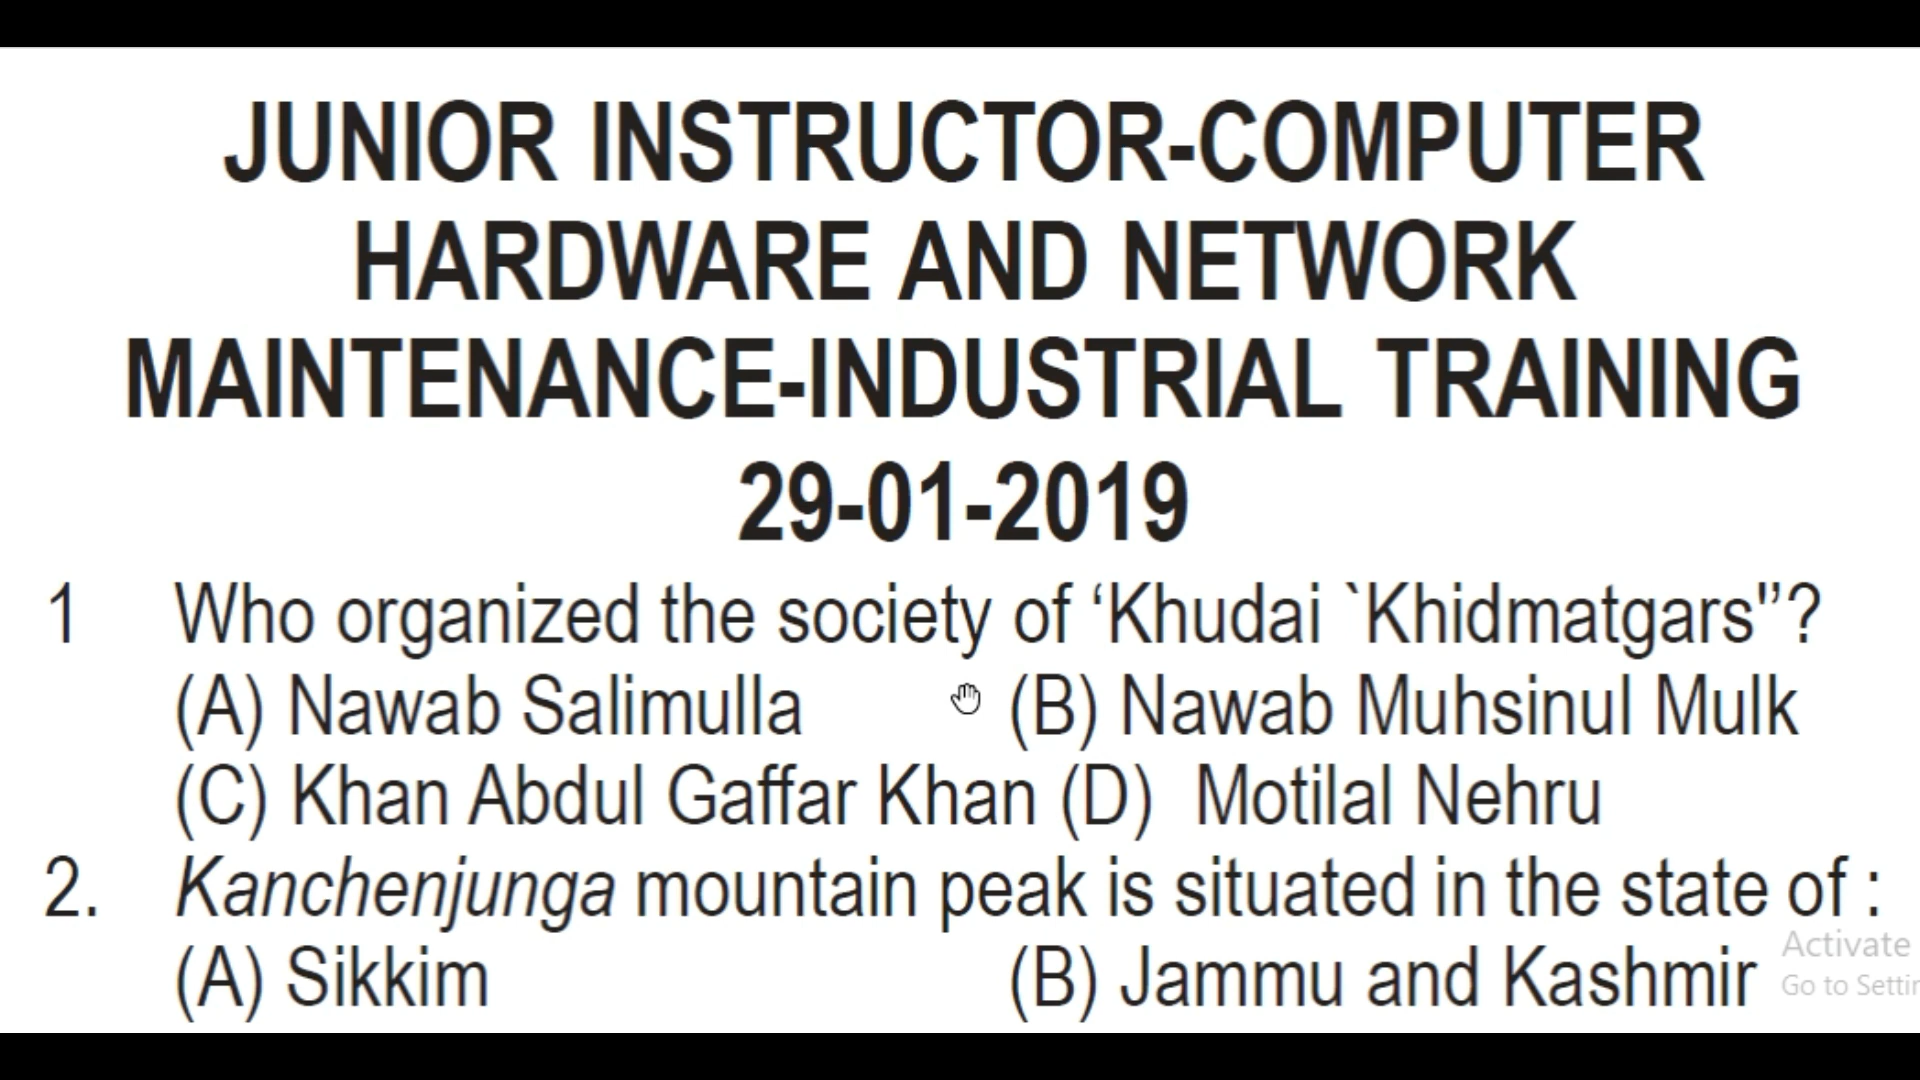 JUNIOR INSTRUCTOR-COMPUTER
HARDWARE AND NETWORK
MAINTENANCE-INDUSTRIAL TRAINING
29-01-2019
1 Who organized the society of ‘Khudai `Khidmatgars"’?
(A) Nawab Salimulla (B) Nawab Muhsinul Mulk
(C) Khan Abdul Gaffar Khan (D) Motilal Nehru
2. Kanchenjunga mountain peak is situated in the state of :
(A) Sikkim (B) Jammu and Kashmir
Activate
Go to